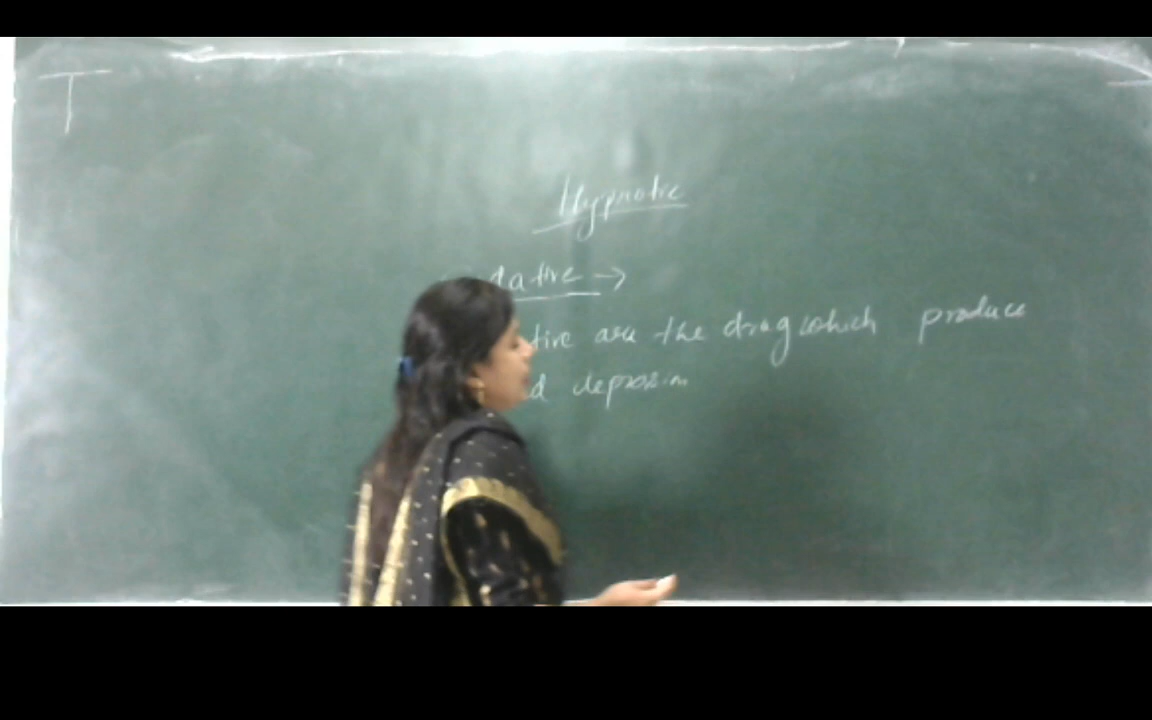 T
Hypnotic
dative →
tive are the drug which produce
d depression